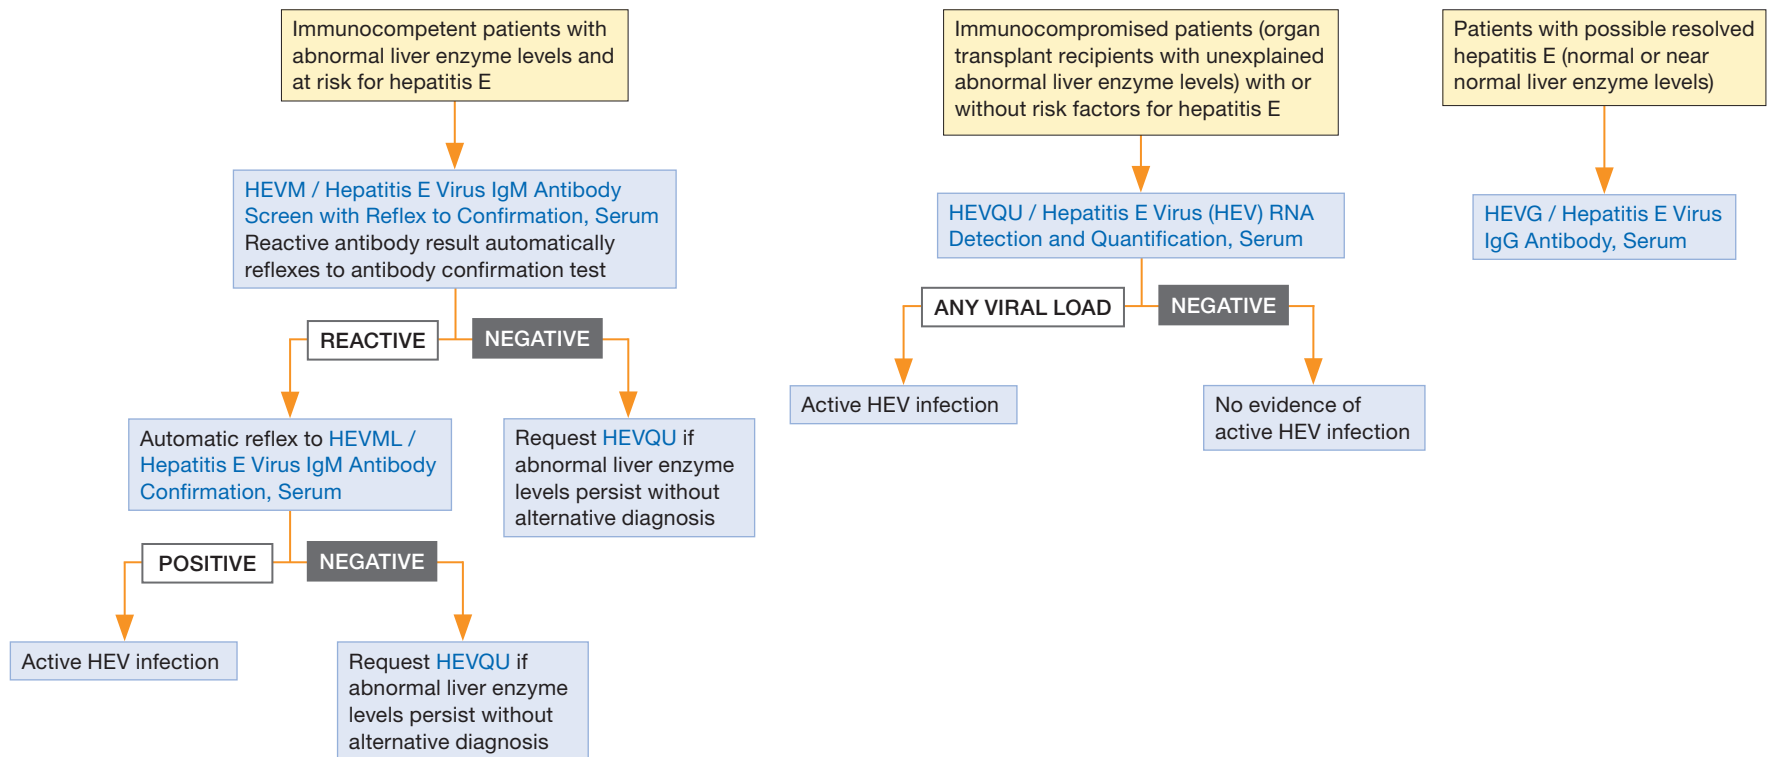 Immunocompetent patients with
abnormal liver enzyme levels and
at risk for hepatitis E
HEVM / Hepatitis E Virus IgM Antibody
Screen with Reflex to Confirmation, Serum
Reactive antibody result automatically
reflexes to antibody confirmation test
REACTIVE
NEGATIVE
Automatic reflex to HEVML /
Hepatitis E Virus IgM Antibody
Confirmation, Serum
Request HEVQU if
abnormal liver enzyme
levels persist without
alternative diagnosis
POSITIVE
NEGATIVE
Active HEV infection
Request HEVQU if
abnormal liver enzyme
levels persist without
alternative diagnosis
Immunocompromised patients (organ
transplant recipients with unexplained
abnormal liver enzyme levels) with or
without risk factors for hepatitis E
HEVQU / Hepatitis E Virus (HEV) RNA
Detection and Quantification, Serum
ANY VIRAL LOAD
NEGATIVE
Active HEV infection
No evidence of
active HEV infection
Patients with possible resolved
hepatitis E (normal or near
normal liver enzyme levels)
HEVG / Hepatitis E Virus
IgG Antibody, Serum